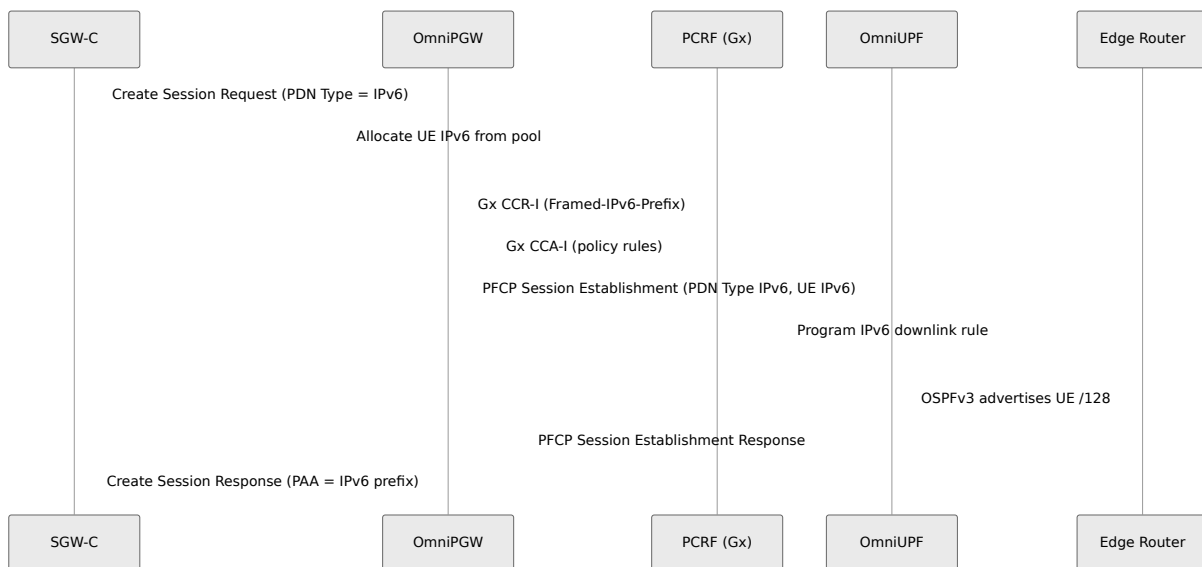 SGW-C
OmniPGW
PCRF (Gx)
OmniUPF
Edge Router
Create Session Request (PDN Type = IPv6)
Allocate UE IPv6 from pool
Gx CCR-I (Framed-IPv6-Prefix)
Gx CCA-I (policy rules)
PFCP Session Establishment (PDN Type IPv6, UE IPv6)
Program IPv6 downlink rule
OSPFv3 advertises UE /128
PFCP Session Establishment Response
Create Session Response (PAA = IPv6 prefix)
SGW-C
OmniPGW
PCRF (Gx)
OmniUPF
Edge Router